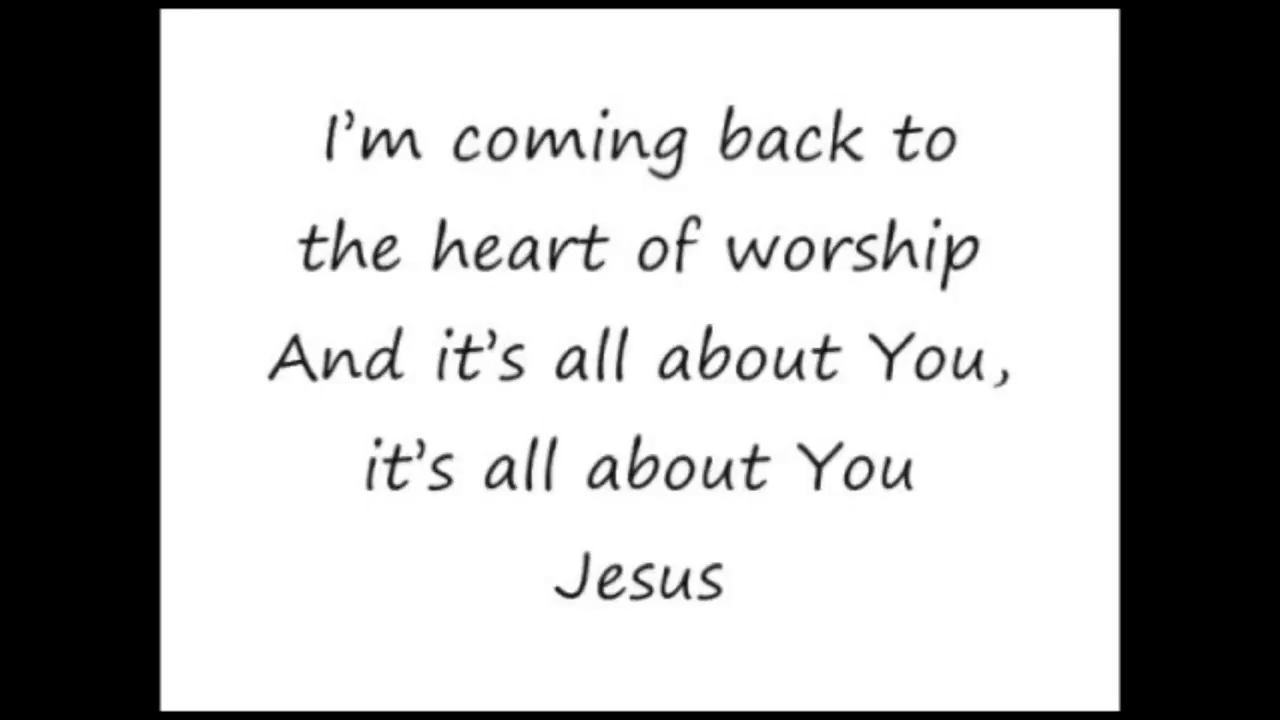 I'm coming back to
the heart of worship
And it's all about You,
it's all about You
Jesus